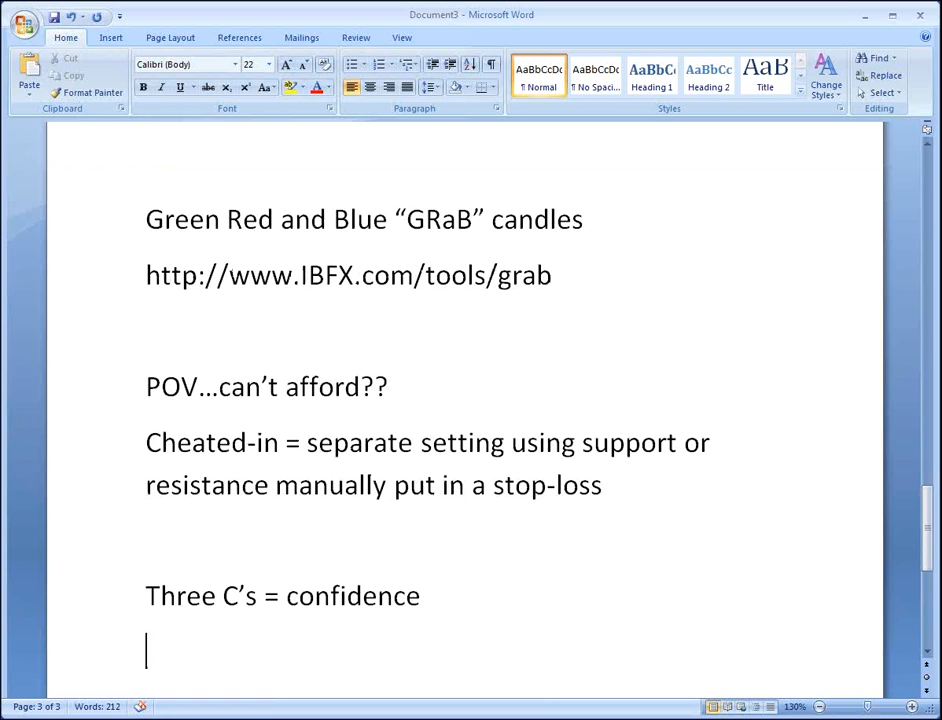 Document3 - Microsoft Word
Home Insert Page Layout References Mailings Review View
Paste
Cut
Copy
Format Painter
Clipboard
Calibri (Body) 22
Font
Paragraph
AaBbCcDc AaBbCcDc AaBbC AaBbCc AaB
¶ Normal ¶ No Spaci... Heading 1 Heading 2 Title
Change Styles
Styles
Find
Replace
Select
Editing
Green Red and Blue “GRaB” candles
http://www.IBFX.com/tools/grab
POV…can’t afford??
Cheated-in = separate setting using support or
resistance manually put in a stop-loss
Three C’s = confidence
Page: 3 of 3 Words: 212 130%